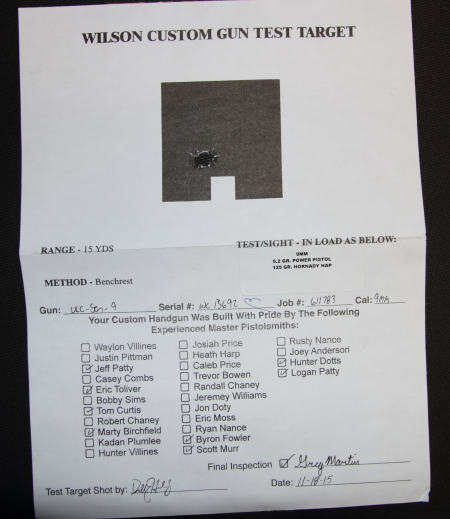 WILSON CUSTOM GUN TEST TARGET
RANGE - 15 YDS
TEST/SIGHT - IN LOAD AS BELOW:
9MM
5.2 GR. POWER PISTOL
125 GR. HORNADY HAP
METHOD - Benchrest
Gun: Serial #: WC15692 Job #: 611783 Cal: 9MM
Your Custom Handgun Was Built With Pride By The Following
Experienced Master Pistolsmiths:
Waylon Villines
Justin Pittman
Jeff Patty
Casey Combs
Eric Toliver
Bobby Sims
Tom Curtis
Robert Chaney
Marty Birchfield
Kadan Plumlee
Hunter Villines
Josiah Price
Heath Harp
Caleb Price
Trevor Bowen
Randall Chaney
Jeremey Williams
Jon Doty
Eric Moss
Ryan Nance
Byron Fowler
Scott Murr
Rusty Nance
Joey Andersori
Hunter Dotts
Logan Patty
Final Inspection Greg Martin
Test Target Shot by: Date: 11-18-15